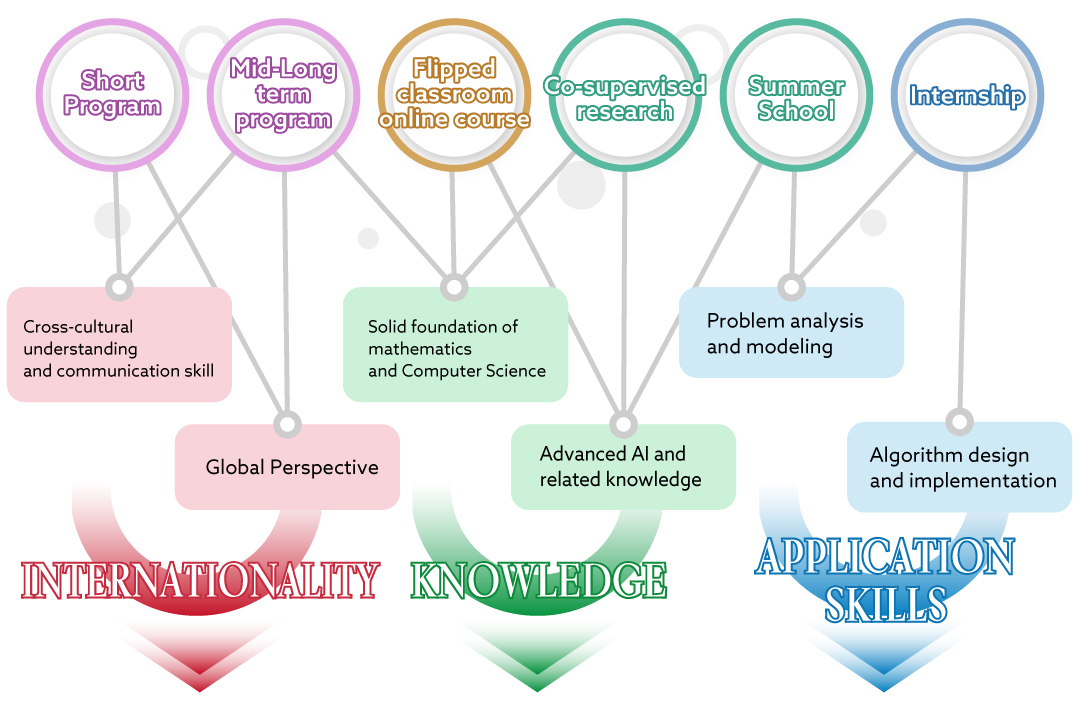 Short
Program
Mid-Long
term
program
Flipped
classroom
online course
Co-supervised
research
Summer
School
Internship
Cross-cultural
understanding
and communication skill
Solid foundation of
mathematics
and Computer Science
Problem analysis
and modeling
Global Perspective
Advanced AI and
related knowledge
Algorithm design
and implementation
INTERNATIONALITY
KNOWLEDGE
APPLICATION
SKILLS